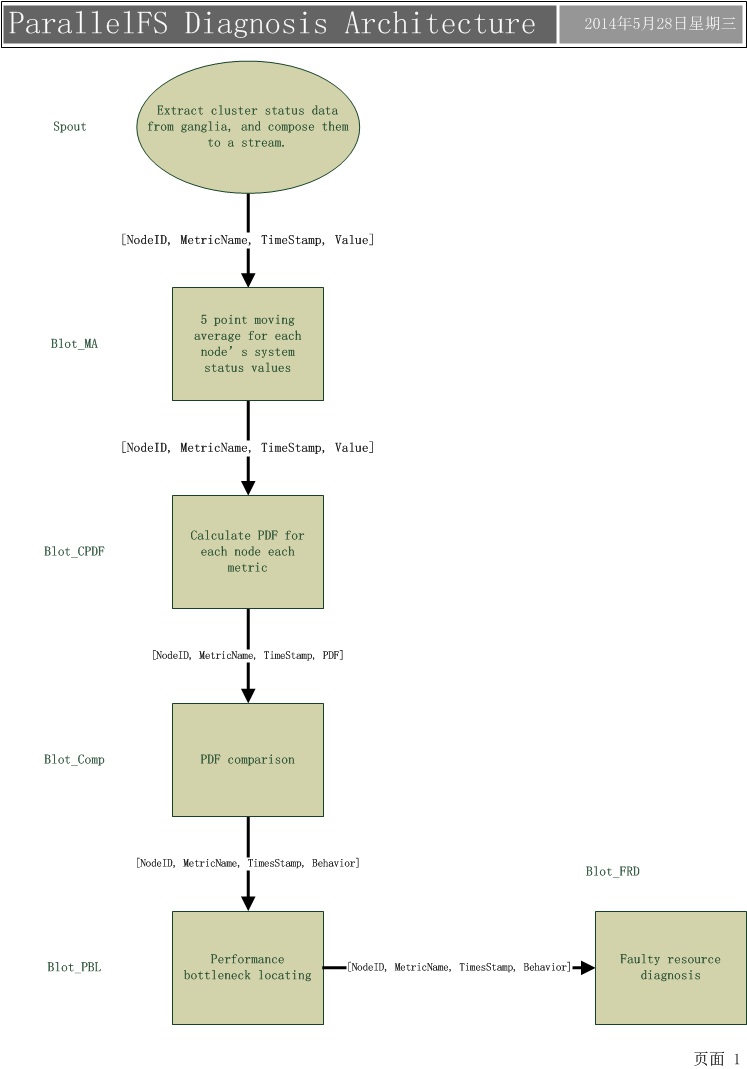 ParallelFS Diagnosis Architecture
2014年5月28日星期三
Spout
Extract cluster status data
from ganglia, and compose them
to a stream.
[NodeID, MetricName, TimeStamp, Value]
Blot_MA
5 point moving
average for each
node’s system
status values
[NodeID, MetricName, TimeStamp, Value]
Blot_CPDF
Calculate PDF for
each node each
metric
[NodeID, MetricName, TimeStamp, PDF]
Blot_Comp
PDF comparison
[NodeID, MetricName, TimesStamp, Behavior]
Blot_FRD
Blot_PBL
Performance
bottleneck locating
[NodeID, MetricName, TimesStamp, Behavior]
Faulty resource
diagnosis
页面 1